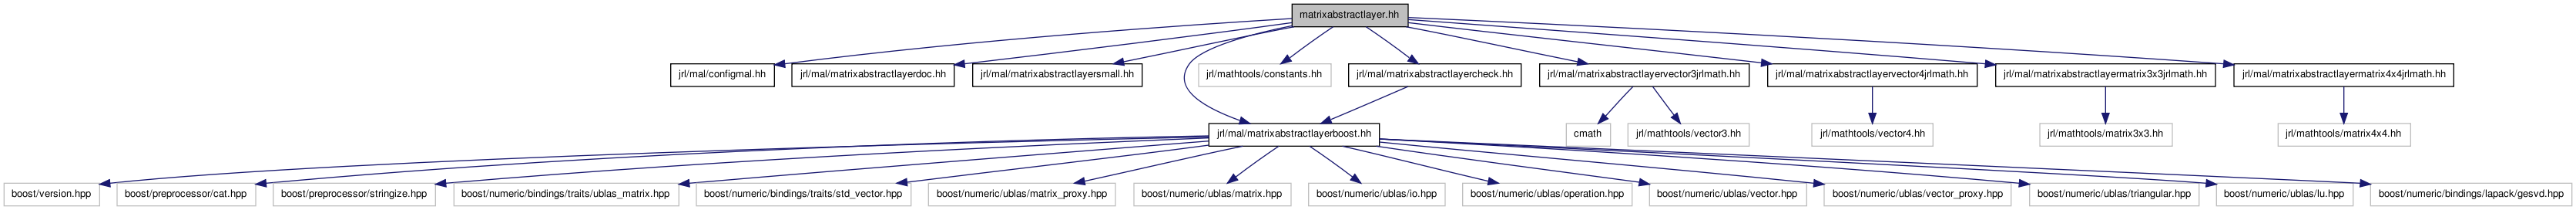 matrixabstractlayer.hh
jrl/mal/configmal.hh
jrl/mal/matrixabstractlayerdoc.hh
jrl/mal/matrixabstractlayersmall.hh
jrl/mathtools/constants.hh
jrl/mal/matrixabstractlayercheck.hh
jrl/mal/matrixabstractlayervector3jrlmath.hh
jrl/mal/matrixabstractlayervector4jrlmath.hh
jrl/mal/matrixabstractlayermatrix3x3jrlmath.hh
jrl/mal/matrixabstractlayermatrix4x4jrlmath.hh
jrl/mal/matrixabstractlayerboost.hh
cmath
jrl/mathtools/vector3.hh
jrl/mathtools/vector4.hh
jrl/mathtools/matrix3x3.hh
jrl/mathtools/matrix4x4.hh
boost/version.hpp
boost/preprocessor/cat.hpp
boost/preprocessor/stringize.hpp
boost/numeric/bindings/traits/ublas_matrix.hpp
boost/numeric/bindings/traits/std_vector.hpp
boost/numeric/ublas/matrix_proxy.hpp
boost/numeric/ublas/matrix.hpp
boost/numeric/ublas/io.hpp
boost/numeric/ublas/operation.hpp
boost/numeric/ublas/vector.hpp
boost/numeric/ublas/vector_proxy.hpp
boost/numeric/ublas/triangular.hpp
boost/numeric/ublas/lu.hpp
boost/numeric/bindings/lapack/gesvd.hpp